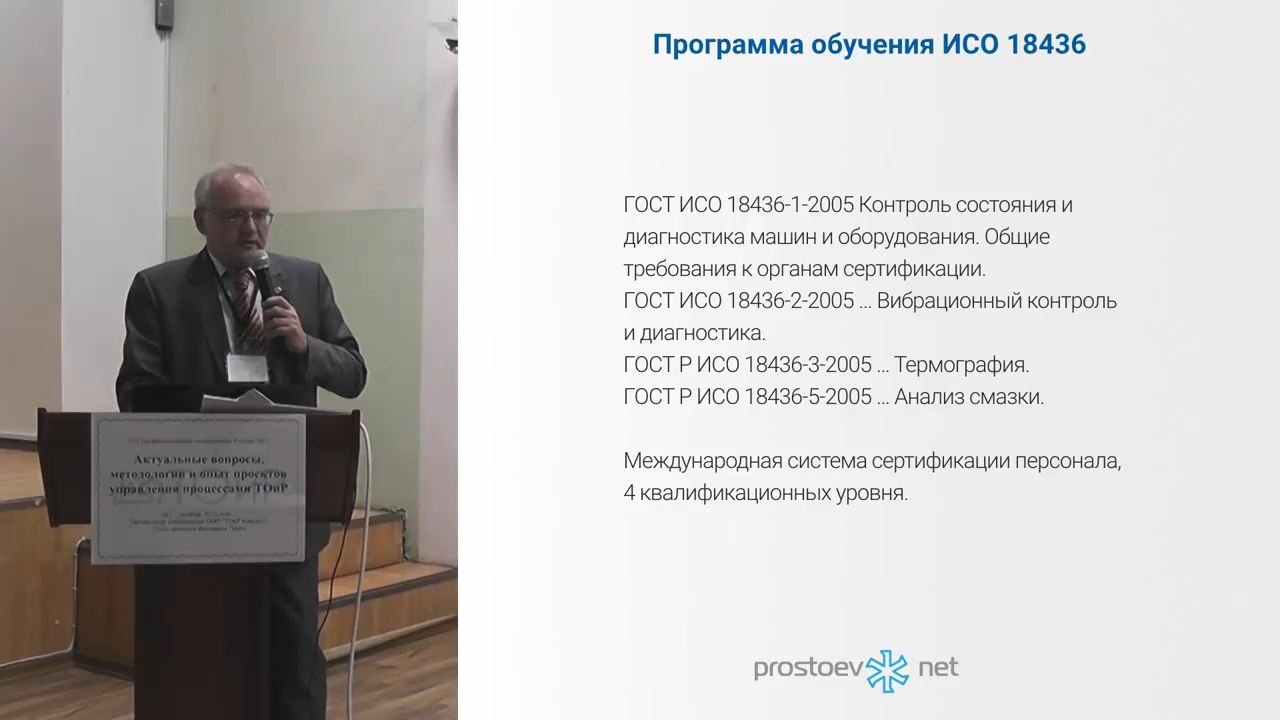 Программа обучения ИСО 18436
ГОСТ ИСО 18436-1-2005 Контроль состояния и
диагностика машин и оборудования. Общие
требования к органам сертификации.
ГОСТ ИСО 18436-2-2005 ... Вибрационный контроль
и диагностика.
ГОСТ Р ИСО 18436-3-2005 ... Термография.
ГОСТ Р ИСО 18436-5-2005 ... Анализ смазки.
Международная система сертификации персонала,
4 квалификационных уровня.
prostoev net
Актуальные вопросы,
методологии и опыт проектов
управления процессами ТОиР